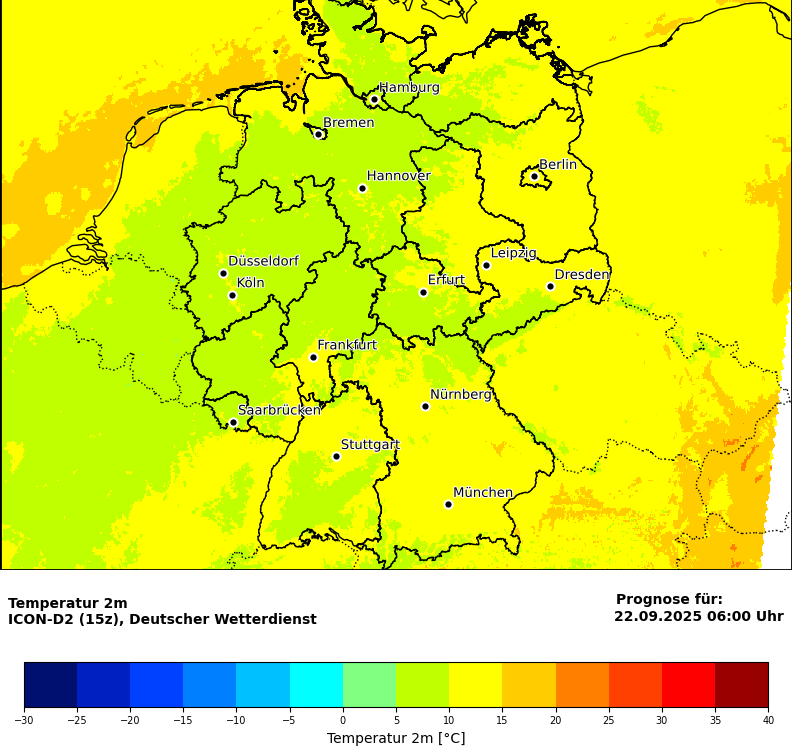 Hamburg
Bremen
Berlin
Hannover
Leipzig
Düsseldorf
Dresden
Köln
Erfurt
Frankfurt
Nürnberg
Saarbrücken
Stuttgart
München
Temperatur 2m
ICON-D2 (15z), Deutscher Wetterdienst
Prognose für:
22.09.2025 06:00 Uhr
−30 −25 −20 −15 −10 −5 0 5 10 15 20 25 30 35 40
Temperatur 2m [°C]